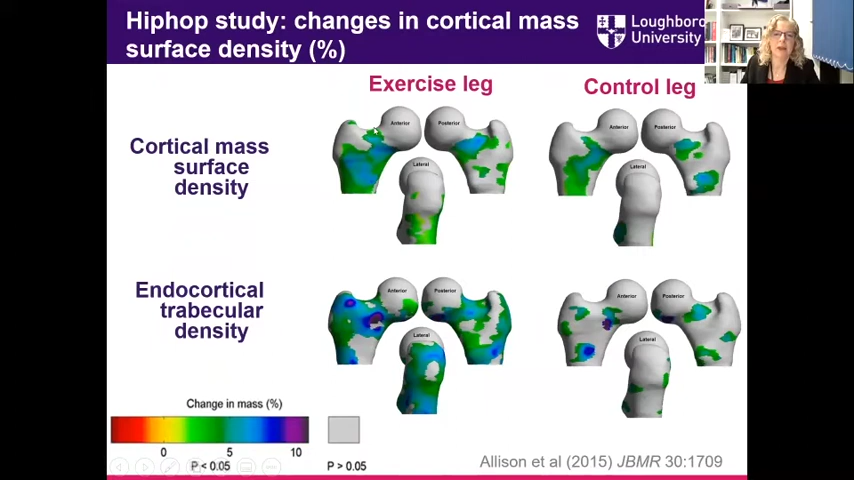 Hiphop study: changes in cortical mass
surface density (%)
Loughboro
University
Exercise leg
Control leg
Cortical mass
surface
density
Anterior
Posterior
Lateral
Anterior
Posterior
Lateral
Endocortical
trabecular
density
Anterior
Posterior
Lateral
Anterior
Posterior
Lateral
Change in mass (%)
0
5
10
P < 0.05
P > 0.05
Allison et al (2015) JBMR 30:1709